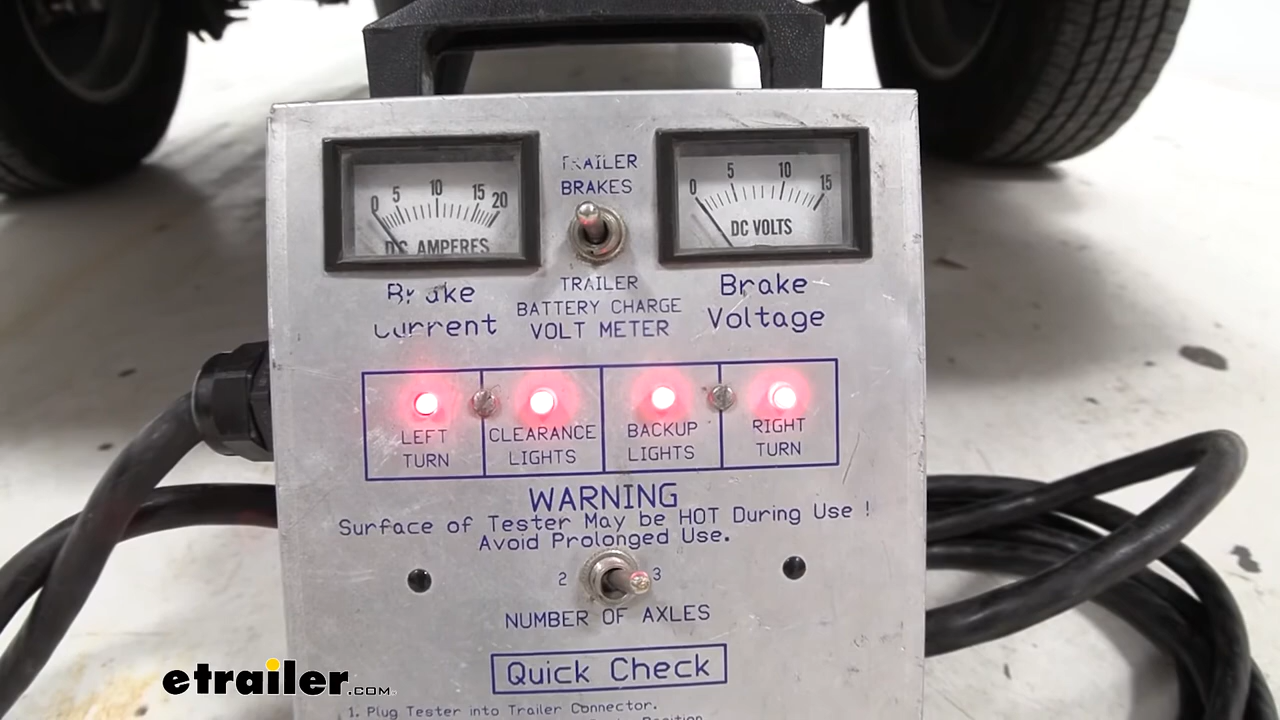 0 5 10 15 20
DC AMPERES
TRAILER
BRAKES
0 5 10 15
DC VOLTS
Brake
Current
TRAILER
BATTERY CHARGE
VOLT METER
Brake
Voltage
LEFT
TURN
CLEARANCE
LIGHTS
BACKUP
LIGHTS
RIGHT
TURN
WARNING
Surface of Tester May be HOT During Use !
Avoid Prolonged Use.
2 3
NUMBER OF AXLES
Quick Check
1. Plug Tester into Trailer Connector.
Position
etrailer.com